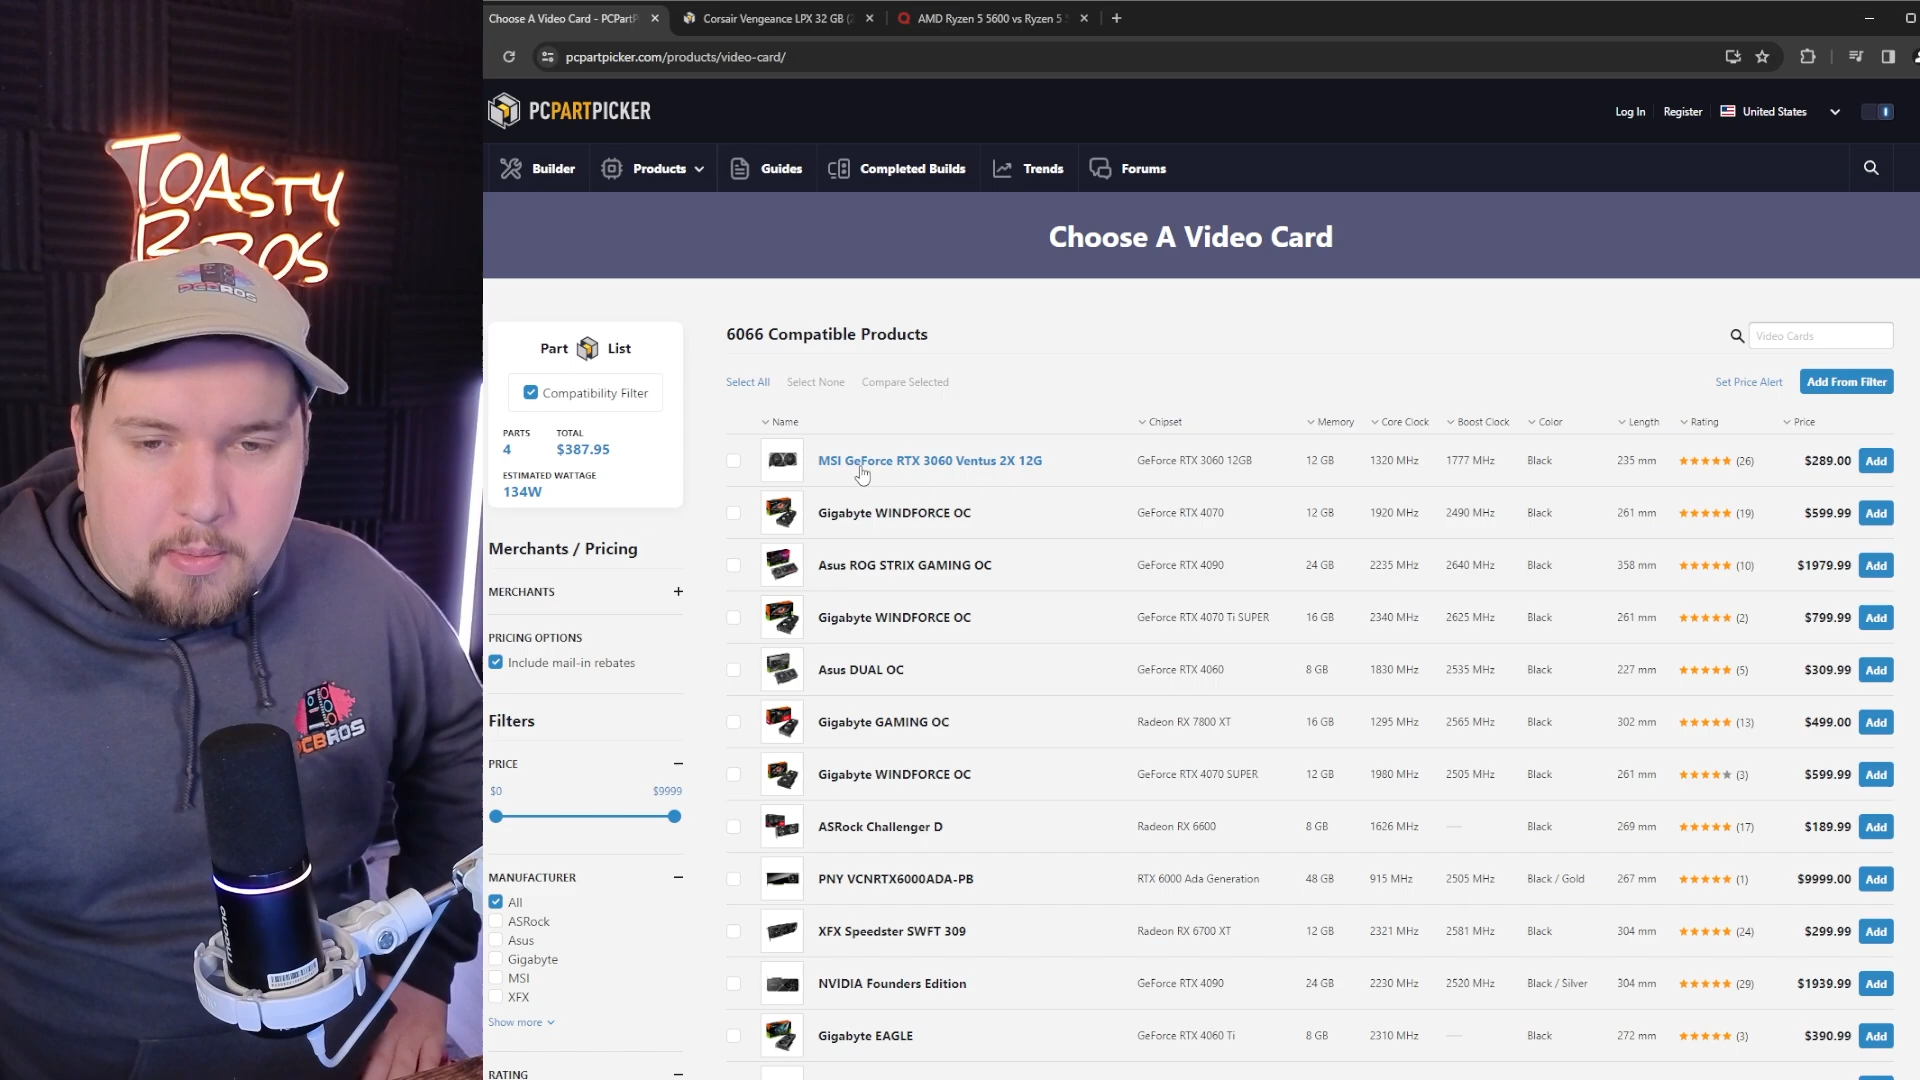 Choose A Video Card - PCPartP
Corsair Vengeance LPX 32 GB (
AMD Ryzen 5 5600 vs Ryzen 5
pcpartpicker.com/products/video-card/
PCPARTPICKER
Log In
Register
United States
Builder
Products
Guides
Completed Builds
Trends
Forums
Choose A Video Card
TOASTY
BROS
PCBROS
PCBROS
maono
Part List
Compatibility Filter
PARTS
4
TOTAL
$387.95
ESTIMATED WATTAGE
134W
Merchants / Pricing
MERCHANTS
PRICING OPTIONS
Include mail-in rebates
Filters
PRICE
$0 $9999
MANUFACTURER
All
ASRock
Asus
Gigabyte
MSI
XFX
Show more
RATING
6066 Compatible Products
Video Cards
Select All Select None Compare Selected
Set Price Alert Add From Filter
Name Chipset Memory Core Clock Boost Clock Color Length Rating Price
MSI GeForce RTX 3060 Ventus 2X 12G GeForce RTX 3060 12GB 12 GB 1320 MHz 1777 MHz Black 235 mm (26) $289.00 Add
Gigabyte WINDFORCE OC GeForce RTX 4070 12 GB 1920 MHz 2490 MHz Black 261 mm (19) $599.99 Add
Asus ROG STRIX GAMING OC GeForce RTX 4090 24 GB 2235 MHz 2640 MHz Black 358 mm (10) $1979.99 Add
Gigabyte WINDFORCE OC GeForce RTX 4070 Ti SUPER 16 GB 2340 MHz 2625 MHz Black 261 mm (2) $799.99 Add
Asus DUAL OC GeForce RTX 4060 8 GB 1830 MHz 2535 MHz Black 227 mm (5) $309.99 Add
Gigabyte GAMING OC Radeon RX 7800 XT 16 GB 1295 MHz 2565 MHz Black 302 mm (13) $499.00 Add
Gigabyte WINDFORCE OC GeForce RTX 4070 SUPER 12 GB 1980 MHz 2505 MHz Black 261 mm (3) $599.99 Add
ASRock Challenger D Radeon RX 6600 8 GB 1626 MHz Black 269 mm (17) $189.99 Add
PNY VCNRTX6000ADA-PB RTX 6000 Ada Generation 48 GB 915 MHz 2505 MHz Black / Gold 267 mm (1) $9999.00 Add
XFX Speedster SWFT 309 Radeon RX 6700 XT 12 GB 2321 MHz 2581 MHz Black 304 mm (24) $299.99 Add
NVIDIA Founders Edition GeForce RTX 4090 24 GB 2230 MHz 2520 MHz Black / Silver 304 mm (29) $1939.99 Add
Gigabyte EAGLE GeForce RTX 4060 Ti 8 GB 2310 MHz Black 272 mm (3) $390.99 Add